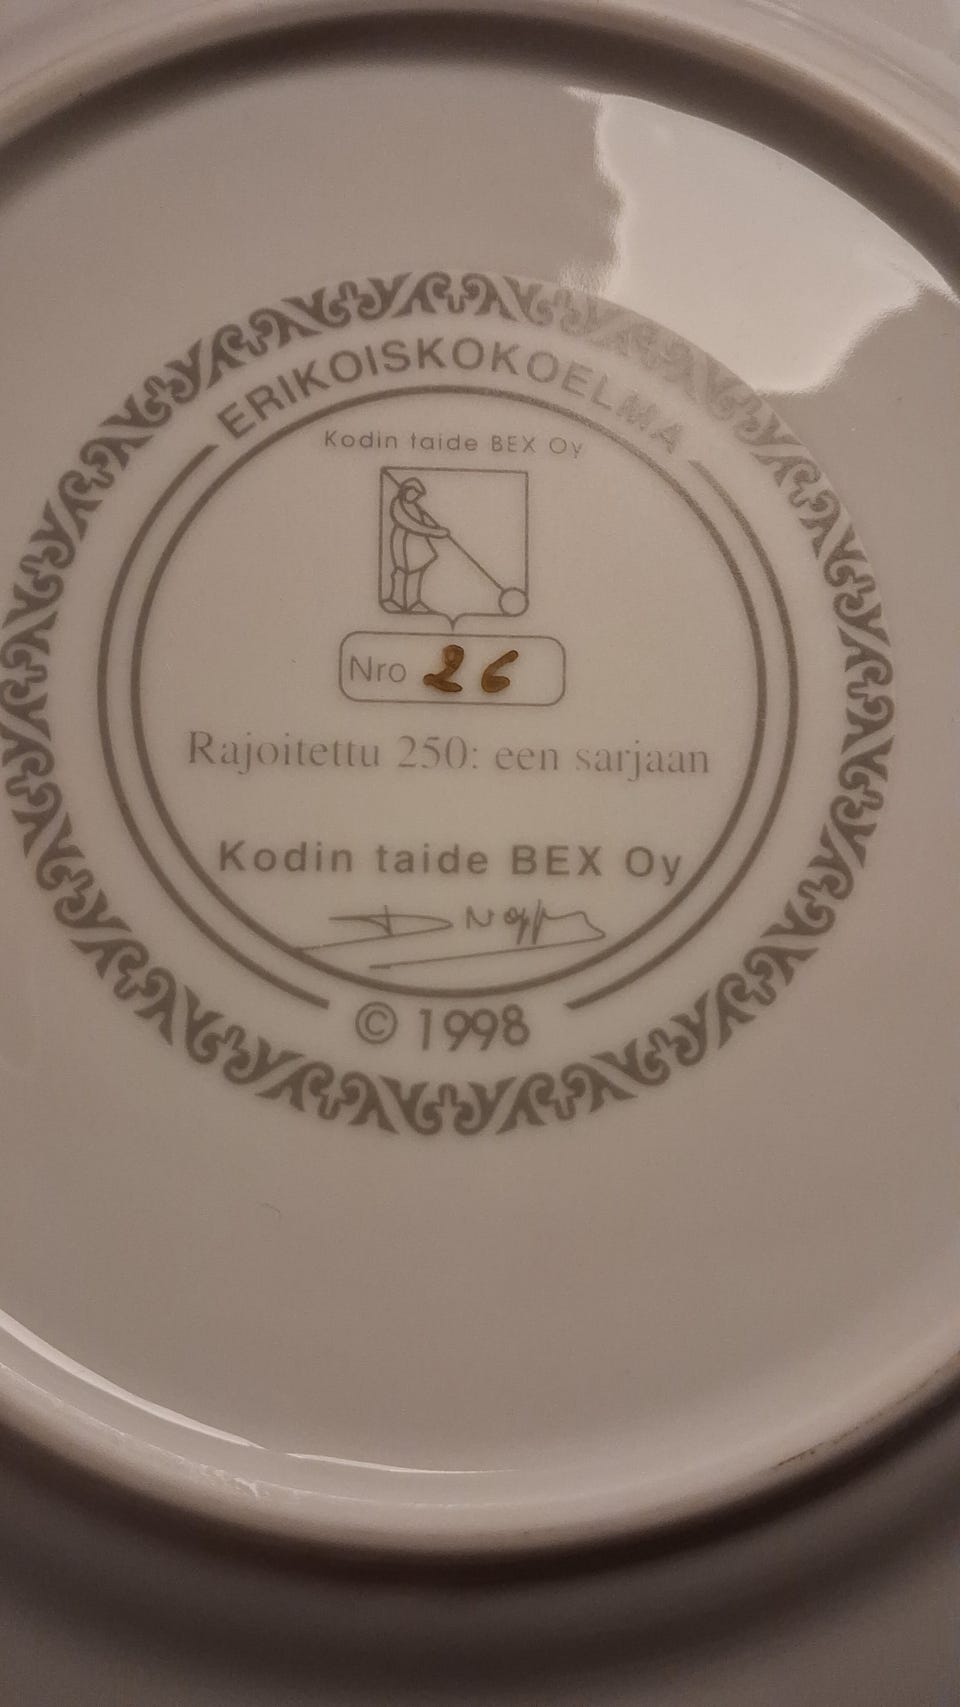 ERIKOISKOKOELMA
Kodin taide BEX Oy
Nro 26
Rajoitettu 250: een sarjaan
Kodin taide BEX Oy
© 1998